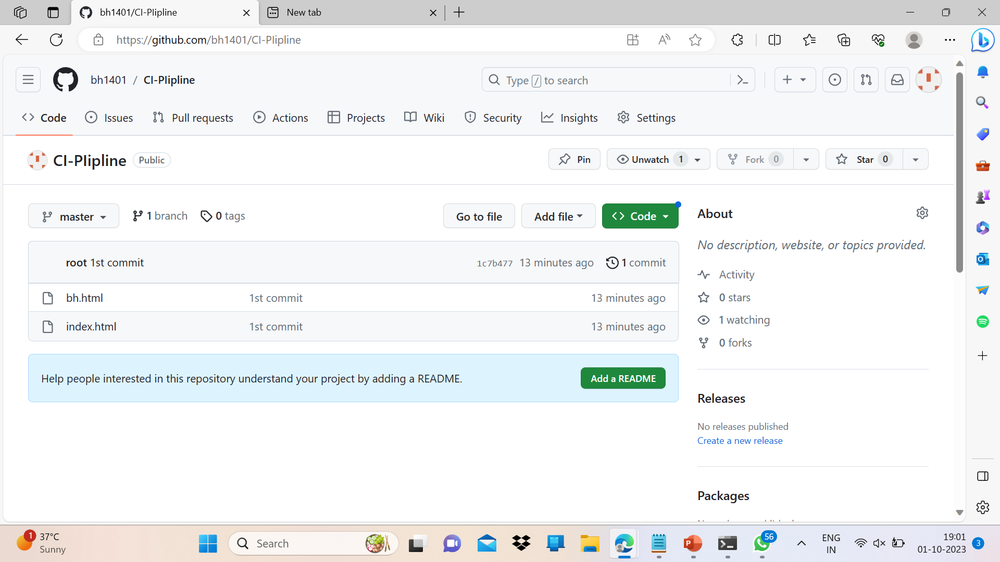 bh1401/CI-PIipline
New tab
https://github.com/bh1401/CI-PIipline
bh1401 / CI-PIipline
Type / to search
Code Issues Pull requests Actions Projects Wiki Security Insights Settings
CI-PIipline Public
Pin
Unwatch 1
Fork 0
Star 0
master
1 branch
0 tags
Go to file
Add file
Code
root 1st commit
1c7b477 13 minutes ago
1 commit
bh.html 1st commit 13 minutes ago
index.html 1st commit 13 minutes ago
Help people interested in this repository understand your project by adding a README.
Add a README
About
No description, website, or topics provided.
Activity
0 stars
1 watching
0 forks
Releases
No releases published
Create a new release
Packages
1
37°C
Sunny
Search
56
ENG
IN
19:01
01-10-2023
3